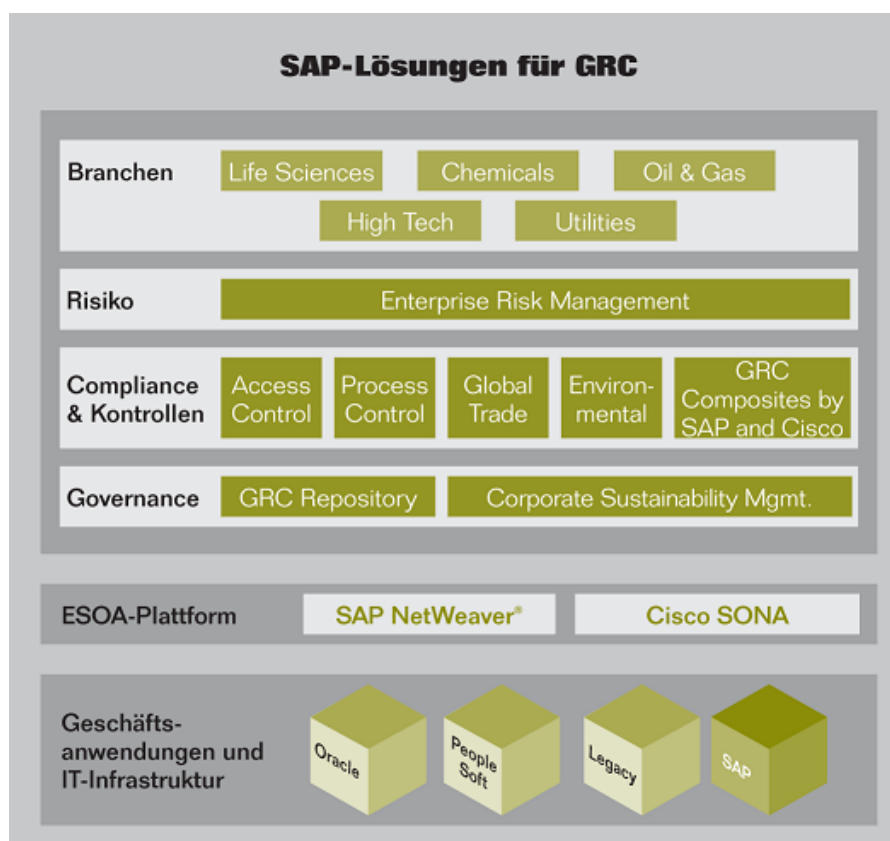 SAP-Lösungen für GRC
Branchen
Life Sciences
Chemicals
Oil & Gas
High Tech
Utilities
Risiko
Enterprise Risk Management
Compliance
& Kontrollen
Access
Control
Process
Control
Global
Trade
Environ-
mental
GRC
Composites by
SAP and Cisco
Governance
GRC Repository
Corporate Sustainability Mgmt.
ESOA-Plattform
SAP NetWeaver®
Cisco SONA
Geschäfts-
anwendungen und
IT-Infrastruktur
Oracle
People
Soft
Legacy
SAP